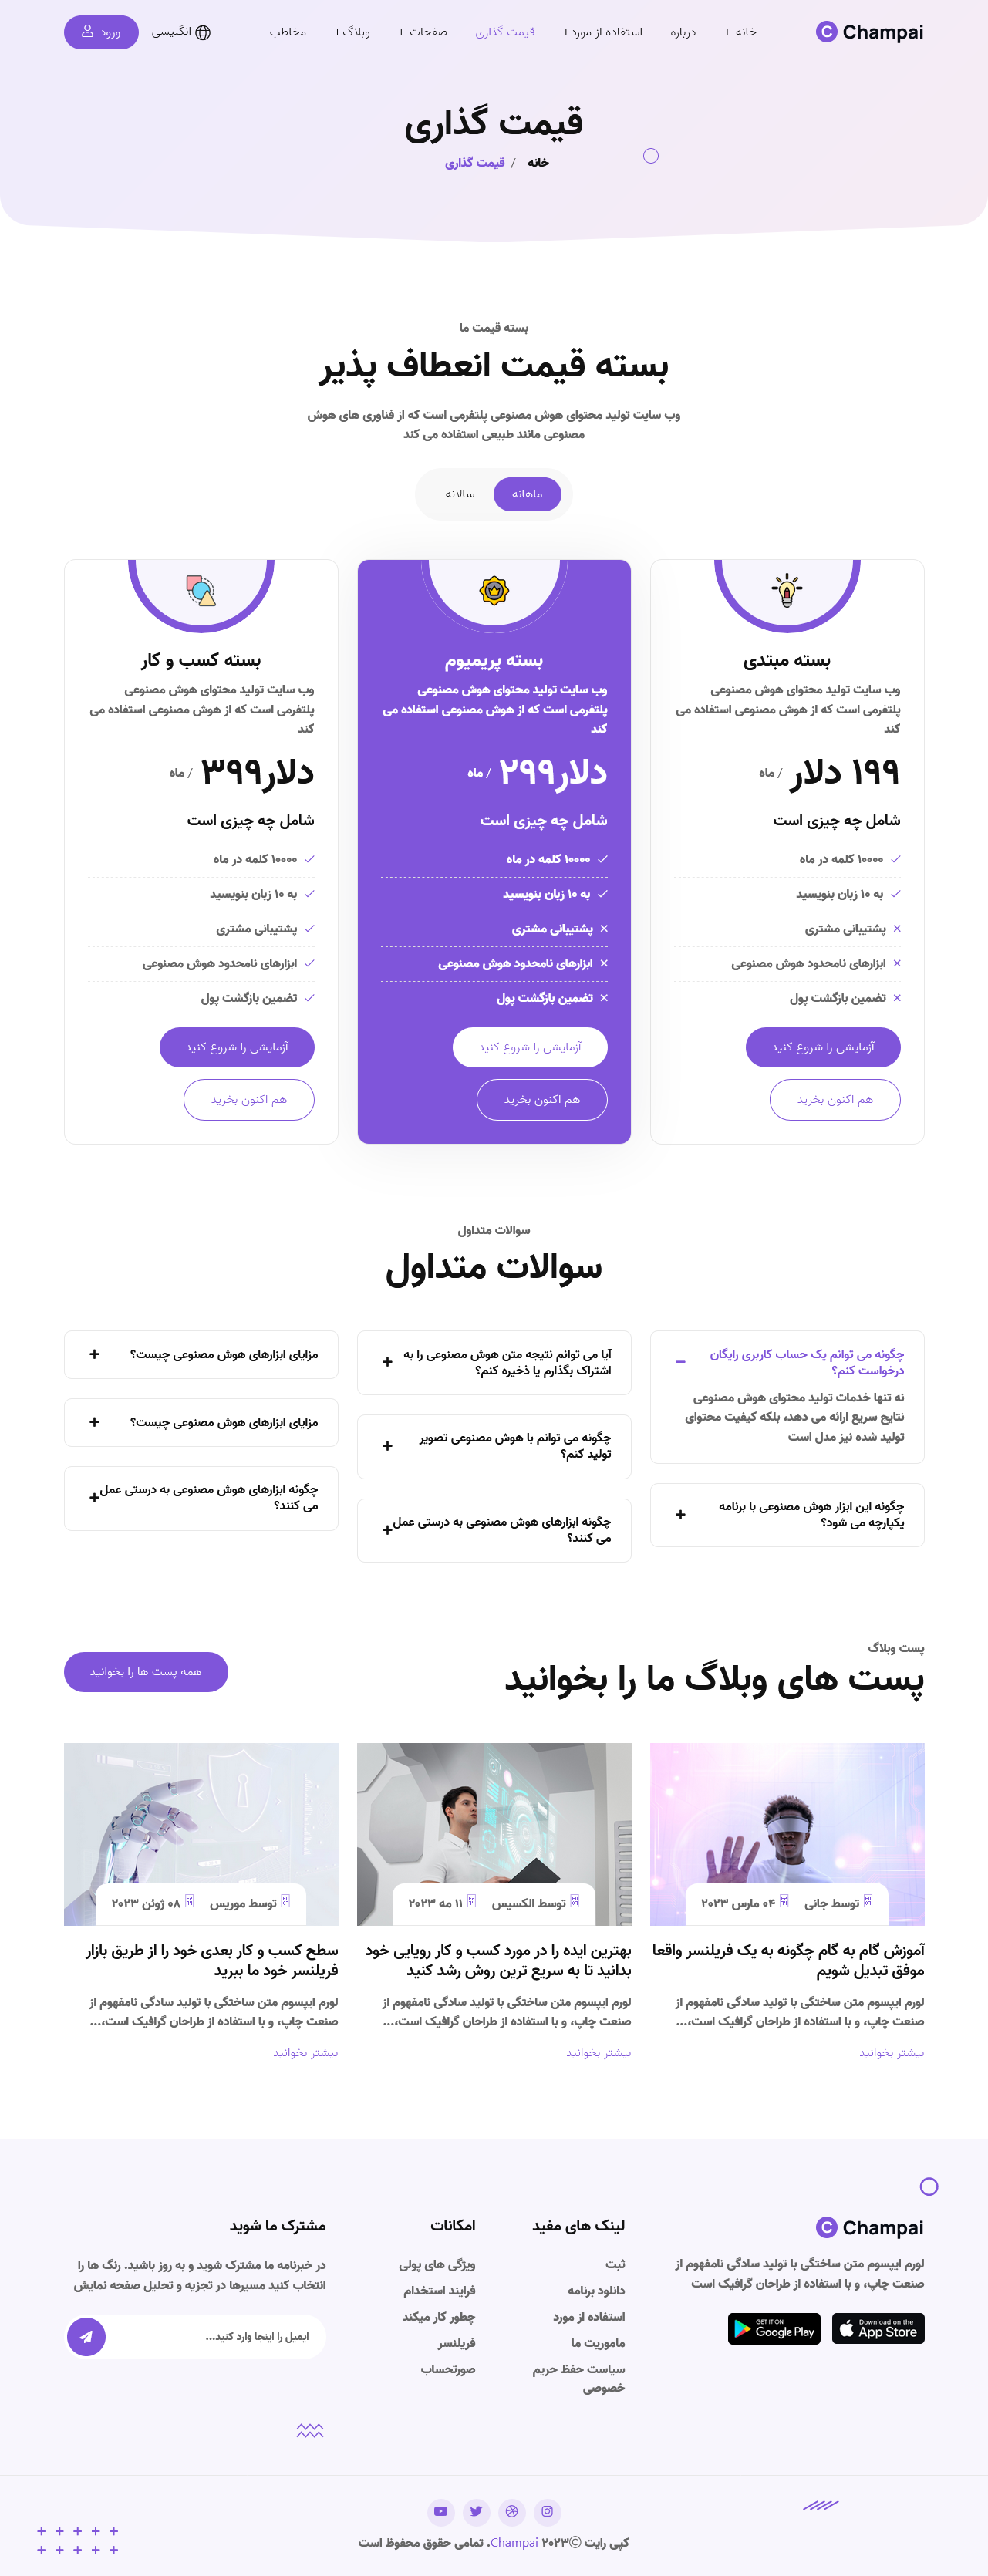 Champai
خانه +
درباره
استفاده از مورد+
قیمت گذاری
صفحات +
وبلاگ+
مخاطب
انگلیسی
ورود
قیمت گذاری
خانه / قیمت گذاری
بسته قیمت ما
بسته قیمت انعطاف پذیر
وب سایت تولید محتوای هوش مصنوعی پلتفرمی است که از فناوری های هوش
مصنوعی مانند طبیعی استفاده می کند
ماهانه
سالانه
بسته مبتدی
وب سایت تولید محتوای هوش مصنوعی
پلتفرمی است که از هوش مصنوعی استفاده می
کند
۱۹۹ دلار / ماه
شامل چه چیزی است
۱۰۰۰۰ کلمه در ماه
به ۱۰ زبان بنویسید
پشتیبانی مشتری
ابزارهای نامحدود هوش مصنوعی
تضمین بازگشت پول
آزمایشی را شروع کنید
هم اکنون بخرید
بسته پریمیوم
وب سایت تولید محتوای هوش مصنوعی
پلتفرمی است که از هوش مصنوعی استفاده می
کند
دلار۲۹۹ / ماه
شامل چه چیزی است
۱۰۰۰۰ کلمه در ماه
به ۱۰ زبان بنویسید
پشتیبانی مشتری
ابزارهای نامحدود هوش مصنوعی
تضمین بازگشت پول
آزمایشی را شروع کنید
هم اکنون بخرید
بسته کسب و کار
وب سایت تولید محتوای هوش مصنوعی
پلتفرمی است که از هوش مصنوعی استفاده می
کند
دلار۳۹۹ / ماه
شامل چه چیزی است
۱۰۰۰۰ کلمه در ماه
به ۱۰ زبان بنویسید
پشتیبانی مشتری
ابزارهای نامحدود هوش مصنوعی
تضمین بازگشت پول
آزمایشی را شروع کنید
هم اکنون بخرید
سوالات متداول
سوالات متداول
چگونه می توانم یک حساب کاربری رایگان
درخواست کنم؟
نه تنها خدمات تولید محتوای هوش مصنوعی
نتایج سریع ارائه می دهد، بلکه کیفیت محتوای
تولید شده نیز مدل است
چگونه این ابزار هوش مصنوعی با برنامه
یکپارچه می شود؟
آیا می توانم نتیجه متن هوش مصنوعی را به
اشتراک بگذارم یا ذخیره کنم؟
چگونه می توانم با هوش مصنوعی تصویر
تولید کنم؟
چگونه ابزارهای هوش مصنوعی به درستی عمل
می کنند؟
مزایای ابزارهای هوش مصنوعی چیست؟
مزایای ابزارهای هوش مصنوعی چیست؟
چگونه ابزارهای هوش مصنوعی به درستی عمل
می کنند؟
پست وبلاگ
پست های وبلاگ ما را بخوانید
همه پست ها را بخوانید
توسط جانی
۰۴ مارس ۲۰۲۳
آموزش گام به گام چگونه به یک فریلنسر واقعا
موفق تبدیل شویم
لورم ایپسوم متن ساختگی با تولید سادگی نامفهوم از
صنعت چاپ، و با استفاده از طراحان گرافیک است،...
بیشتر بخوانید
توسط الکسیس
۱۱ مه ۲۰۲۳
بهترین ایده را در مورد کسب و کار رویایی خود
بدانید تا به سریع ترین روش رشد کنید
لورم ایپسوم متن ساختگی با تولید سادگی نامفهوم از
صنعت چاپ، و با استفاده از طراحان گرافیک است،...
بیشتر بخوانید
توسط موریس
۰۸ ژوئن ۲۰۲۳
سطح کسب و کار بعدی خود را از طریق بازار
فریلنسر خود ما ببرید
لورم ایپسوم متن ساختگی با تولید سادگی نامفهوم از
صنعت چاپ، و با استفاده از طراحان گرافیک است،...
بیشتر بخوانید
Champai
لورم ایپسوم متن ساختگی با تولید سادگی نامفهوم از
صنعت چاپ، و با استفاده از طراحان گرافیک است
Download on the
App Store
GET IT ON
Google Play
لینک های مفید
ثبت
دانلود برنامه
استفاده از مورد
ماموریت ما
سیاست حفظ حریم
خصوصی
امکانات
ویژگی های پولی
فرایند استخدام
چطور کار میکند
فریلنسر
صورتحساب
مشترک ما شوید
در خبرنامه ما مشترک شوید و به روز باشید. رنگ ها را
انتخاب کنید مسیرها در تجزیه و تحلیل صفحه نمایش
ایمیل را اینجا وارد کنید...
کپی رایت ©۲۰۲۳ Champai. تمامی حقوق محفوظ است